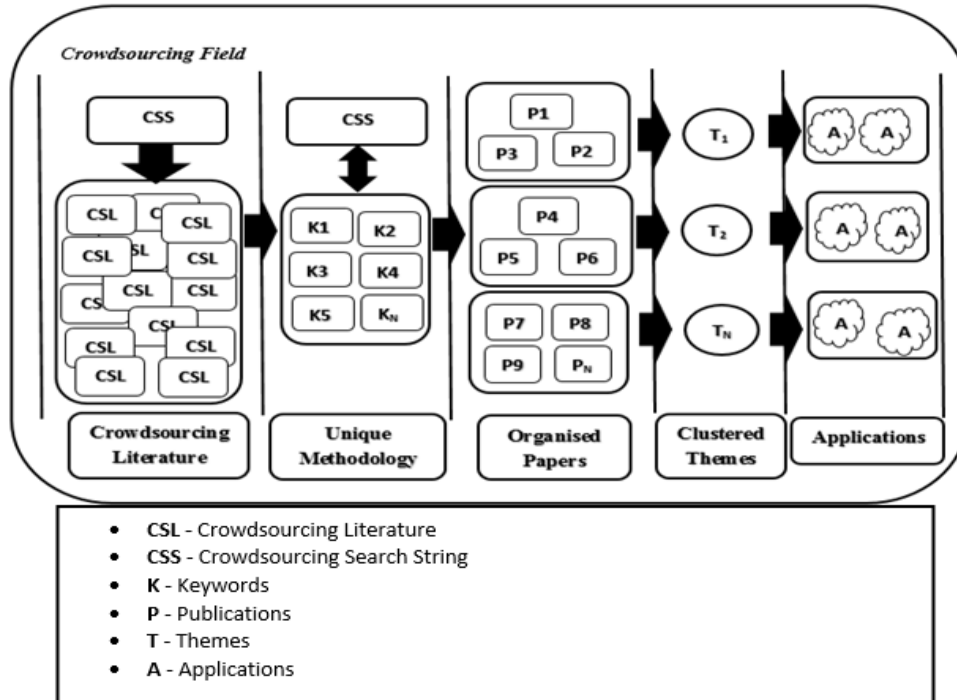 Crowdsourcing Field
CSS
CSL
CSL
CSL
CSL
CSL
CSL
CSL
CSL
CSL
CSL
CSL
Crowdsourcing
Literature
CSS
K1 K2
K3 K4
K5 KN
Unique
Methodology
P1
P3 P2
P4
P5 P6
P7 P8
P9 PN
Organised
Papers
T1
T2
TN
Clustered
Themes
A A
A A
A A
Applications
• CSL - Crowdsourcing Literature
• CSS - Crowdsourcing Search String
• K - Keywords
• P - Publications
• T - Themes
• A - Applications